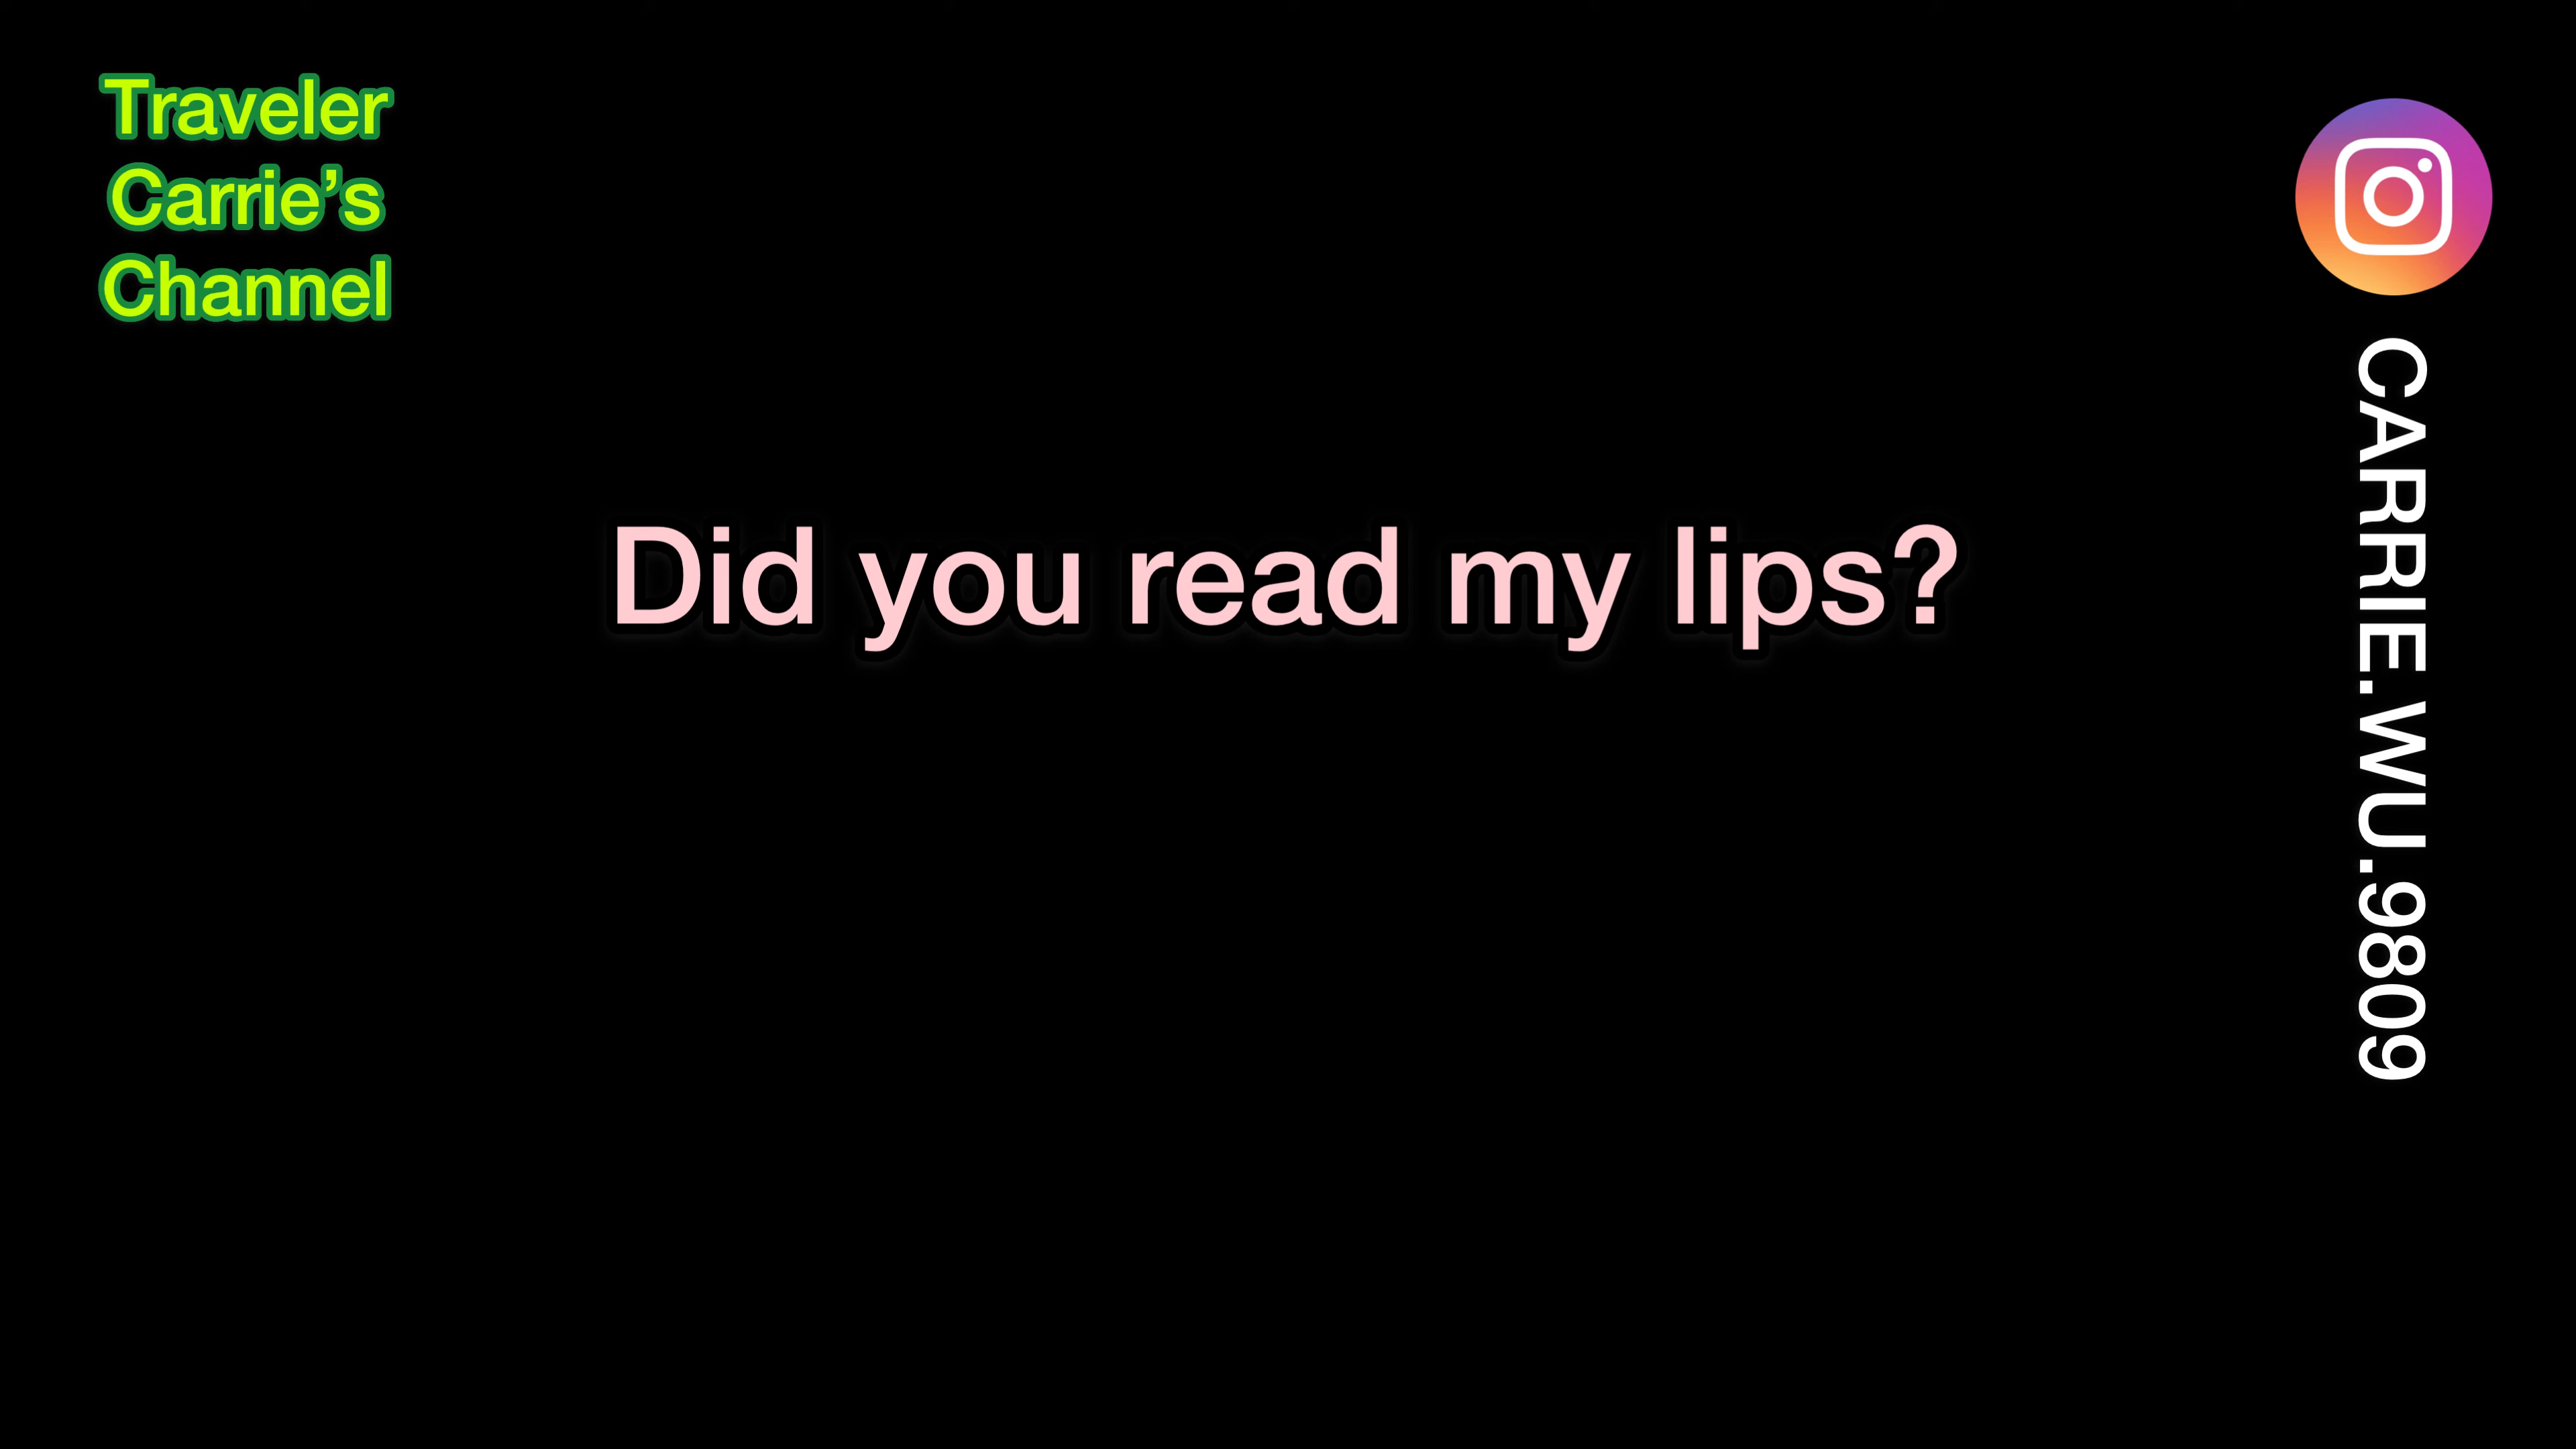 Traveler
Carrie’s
Channel
Did you read my lips?
CARRIE.WU.9809